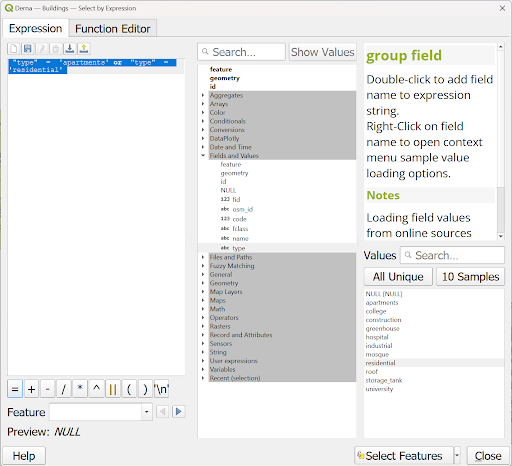 Derna — Buildings — Select by Expression
Expression
Function Editor
"type" = 'apartments' or "type" =
'residential'
= + - / * ^ || ( ) '\n'
Feature
Preview: NULL
Search...
Show Values
feature
geometry
id
Aggregates
Arrays
Color
Conditionals
Conversions
DataPlotly
Date and Time
Fields and Values
feature
geometry
id
NULL
123 fid
abc osm_id
123 code
abc fclass
abc name
abc type
Files and Paths
Fuzzy Matching
General
Geometry
Map Layers
Maps
Math
Operators
Rasters
Record and Attributes
Sensors
String
User expressions
Variables
Recent (selection)
group field
Double-click to add field
name to expression
string.
Right-Click on field
name to open context
menu sample value
loading options.
Notes
Loading field values
from online sources
Values
Search...
All Unique
10 Samples
NULL [NULL]
apartments
college
construction
greenhouse
hospital
industrial
mosque
residential
roof
storage_tank
university
Help
Select Features
Close